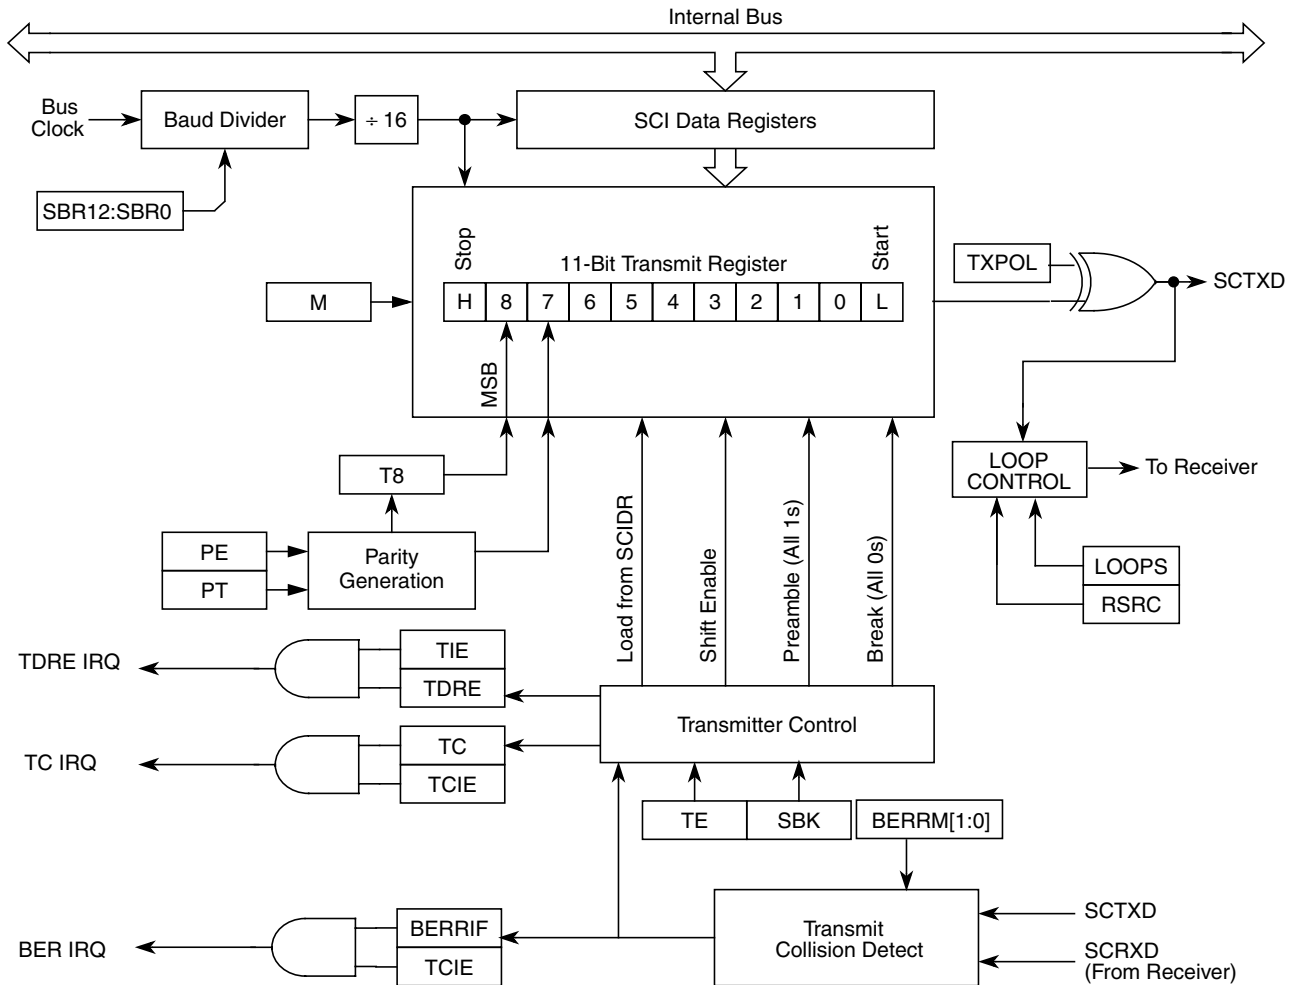 Internal Bus
Bus
Clock
Baud Divider
÷ 16
SCI Data Registers
SBR12:SBR0
Stop
11-Bit Transmit Register
Start
M
H 8 7 6 5 4 3 2 1 0 L
TXPOL
SCTXD
MSB
LOOP
CONTROL
To Receiver
T8
PE
PT
Parity
Generation
Load from SCIDR
Shift Enable
Preamble (All 1s)
Break (All 0s)
LOOPS
RSRC
TDRE IRQ
TIE
TDRE
Transmitter Control
TC IRQ
TC
TCIE
TE
SBK
BERRM[1:0]
BER IRQ
BERRIF
TCIE
Transmit
Collision Detect
SCTXD
SCRXD
(From Receiver)